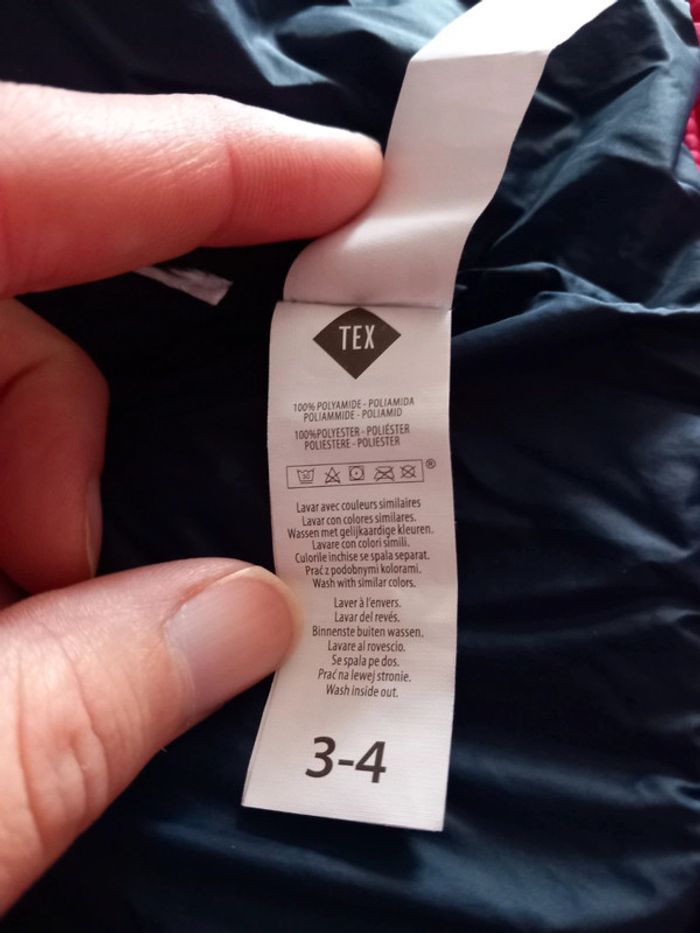 TEX
100% POLYAMIDE - POLIAMIDA
POLIAMMIDE - POLIAMID
100%POLYESTER - POLIÉSTER
POLIESTERE - POLIESTER
30
®
Lavar avec couleurs similaires
Lavar con colores similares.
Wassen met gelijkaardige kleuren.
Lavare con colori simili.
Culorile inchise se spala separat.
Prać z podobnymi kolorami.
Wash with similar colors.
Laver à l'envers.
Lavar del revés.
Binnenste buiten wassen.
Lavare al rovescio.
Se spala pe dos.
Prać na lewej stronie.
Wash inside out.
3-4